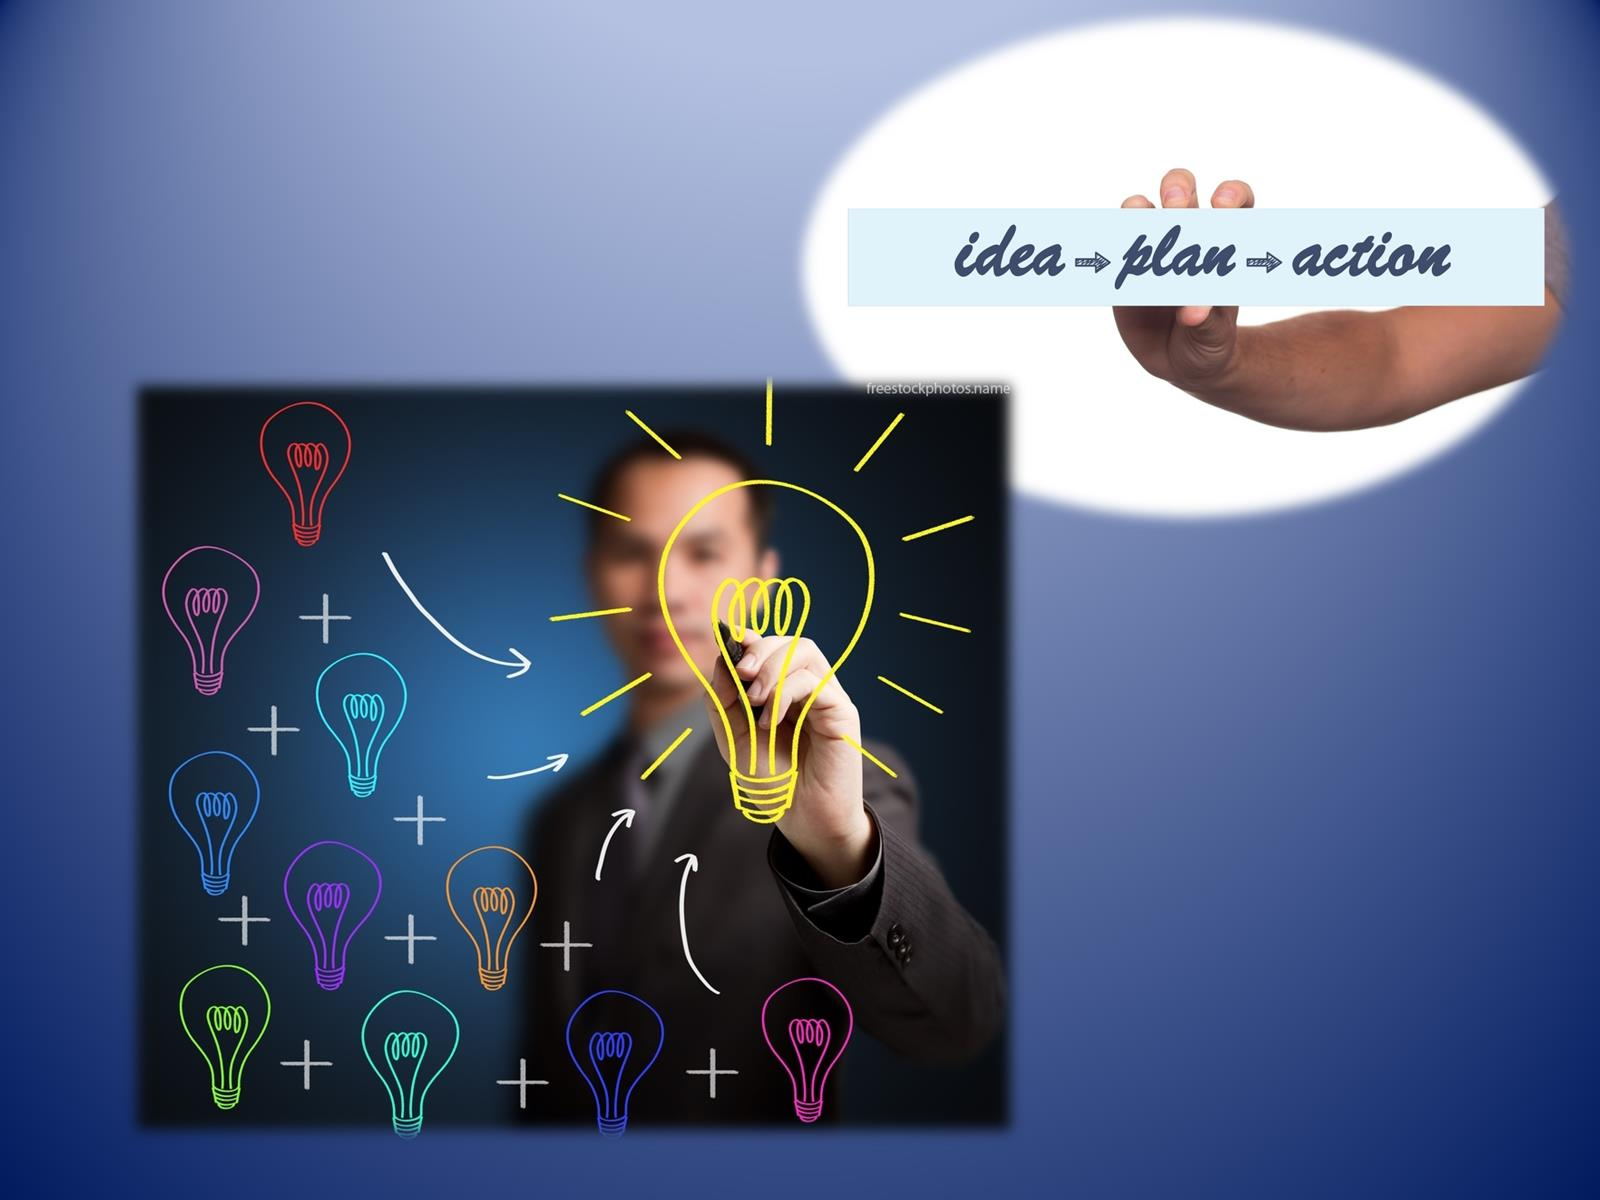 idea ⇒ plan ⇒ action
freestockphotos.name